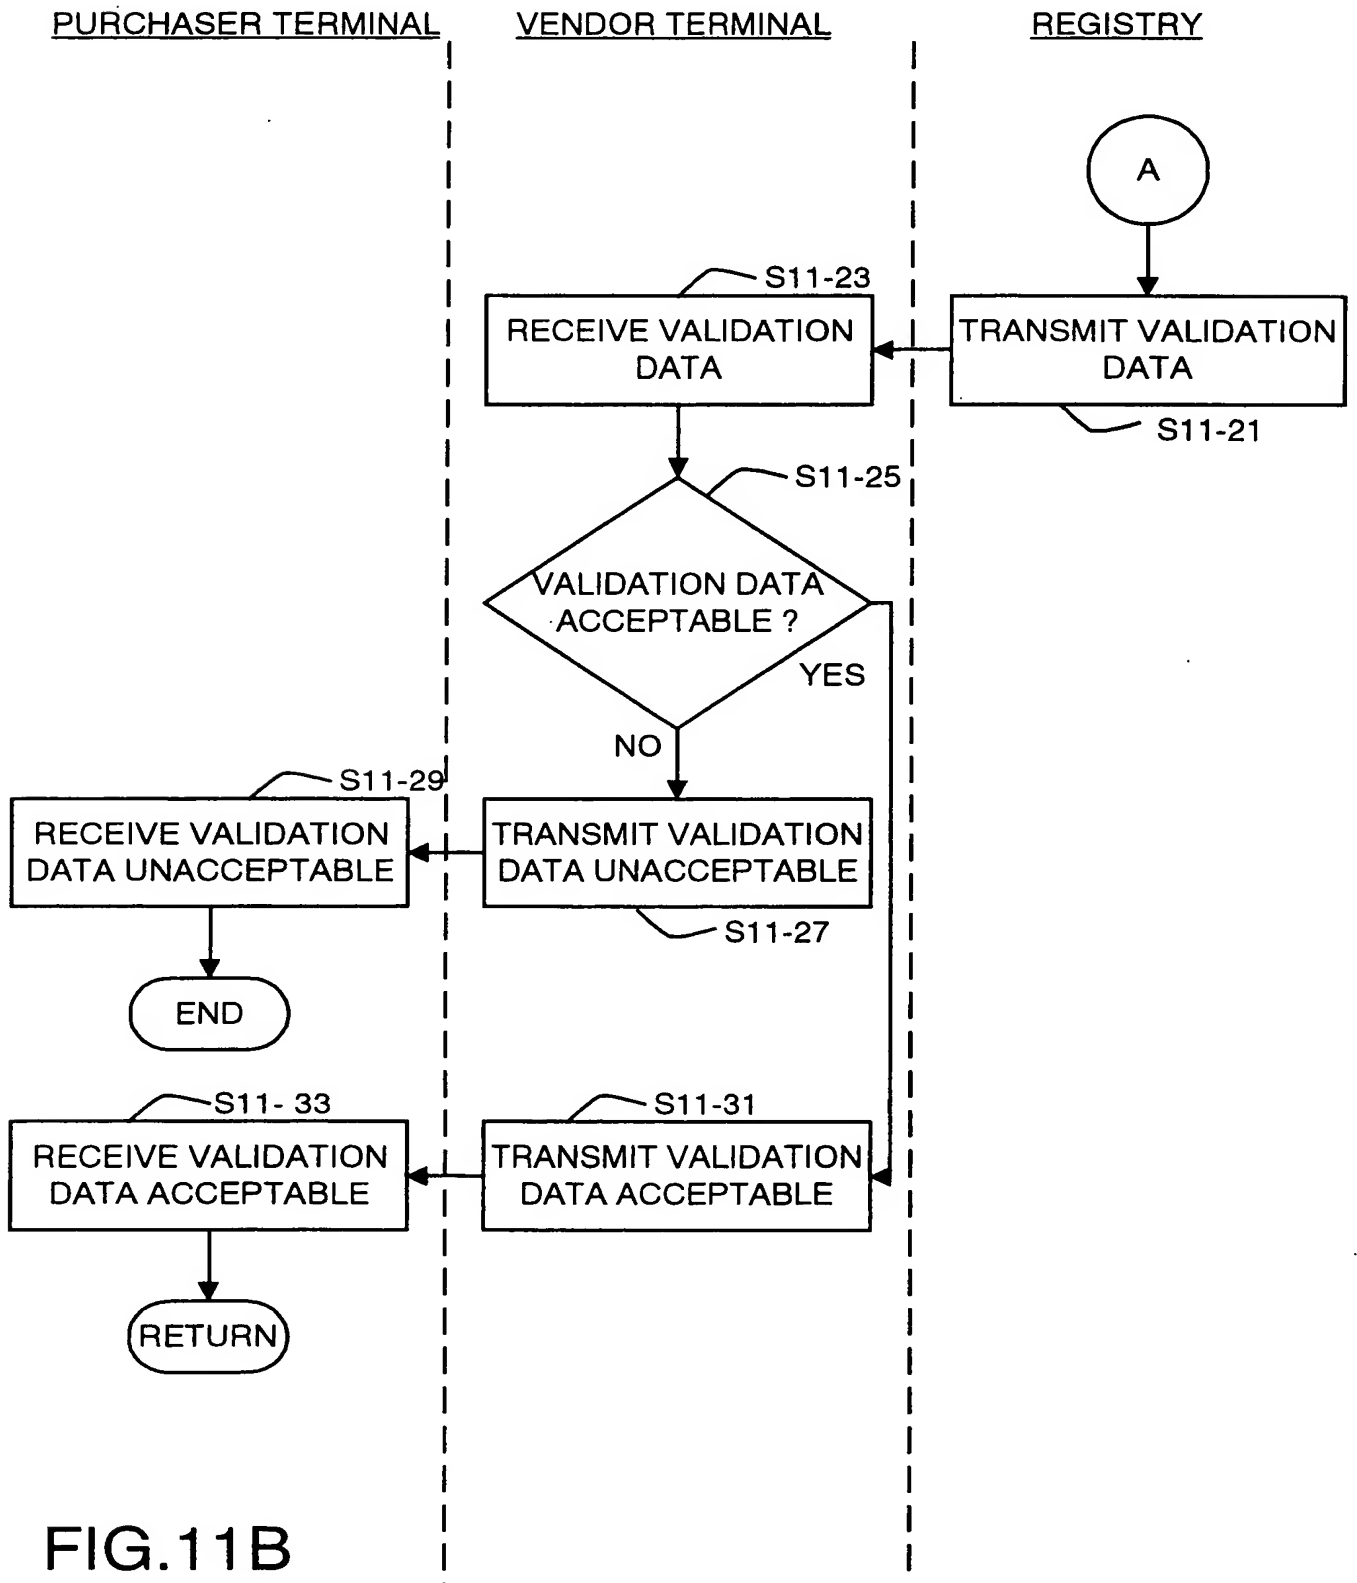 PURCHASER TERMINAL
VENDOR TERMINAL
REGISTRY
A
S11-23
RECEIVE VALIDATION
DATA
TRANSMIT VALIDATION
DATA
S11-21
S11-25
VALIDATION DATA
ACCEPTABLE ?
YES
NO
S11-29
RECEIVE VALIDATION
DATA UNACCEPTABLE
TRANSMIT VALIDATION
DATA UNACCEPTABLE
S11-27
END
S11- 33
RECEIVE VALIDATION
DATA ACCEPTABLE
S11-31
TRANSMIT VALIDATION
DATA ACCEPTABLE
RETURN
FIG.11B